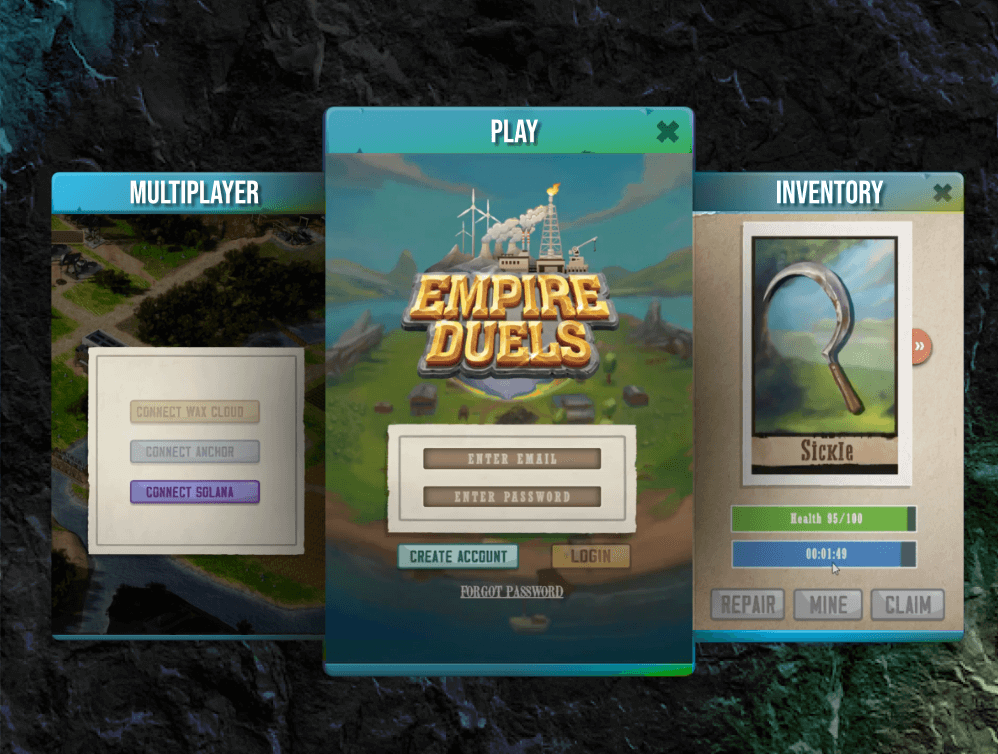 MULTIPLAYER
CONNECT WAX CLOUD
CONNECT ANCHOR
CONNECT SOLANA
PLAY
EMPIRE
DUELS
ENTER EMAIL
ENTER PASSWORD
CREATE ACCOUNT
LOGIN
FORGOT PASSWORD
INVENTORY
Sickle
»
Health 95/100
00:01:49
REPAIR
MINE
CLAIM